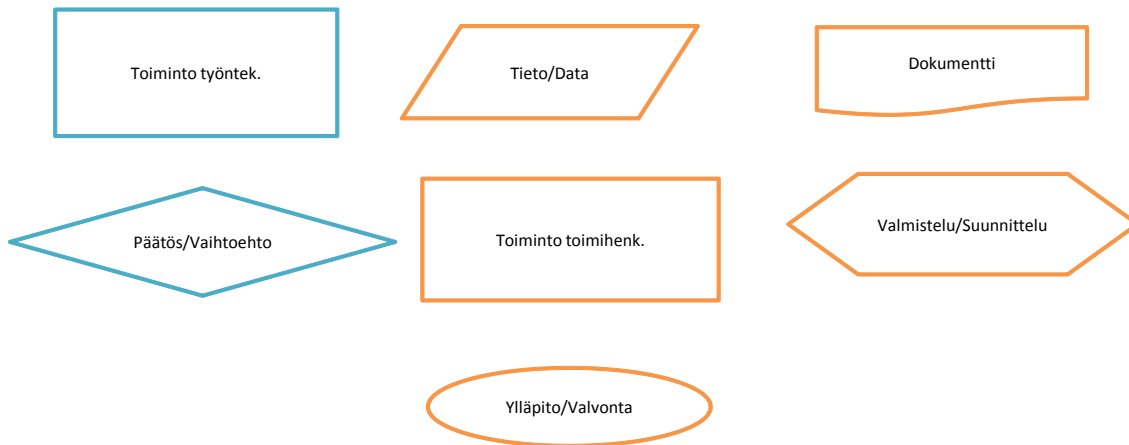 Toiminto työntek.
Tieto/Data
Dokumentti
Päätös/Vaihtoehto
Toiminto toimihenk.
Valmistelu/Suunnittelu
Ylläpito/Valvonta